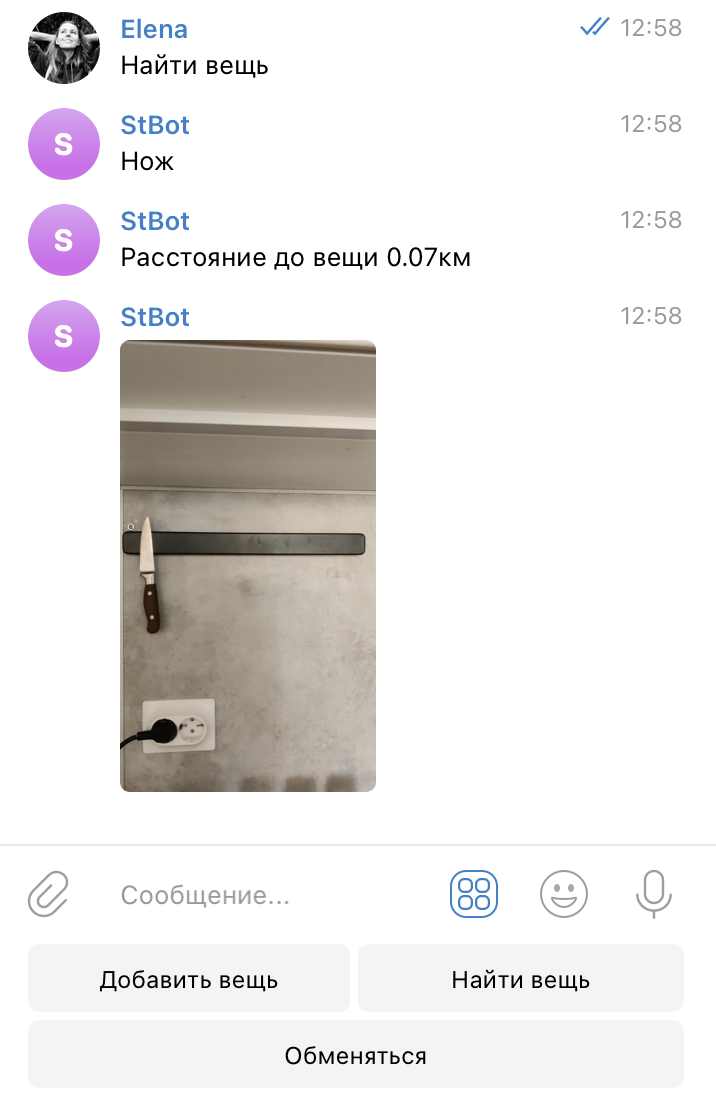 Elena
12:58
Найти вещь
S
StBot
12:58
Нож
S
StBot
12:58
Расстояние до вещи 0.07км
S
StBot
12:58
Сообщение...
Добавить вещь
Найти вещь
Обменяться